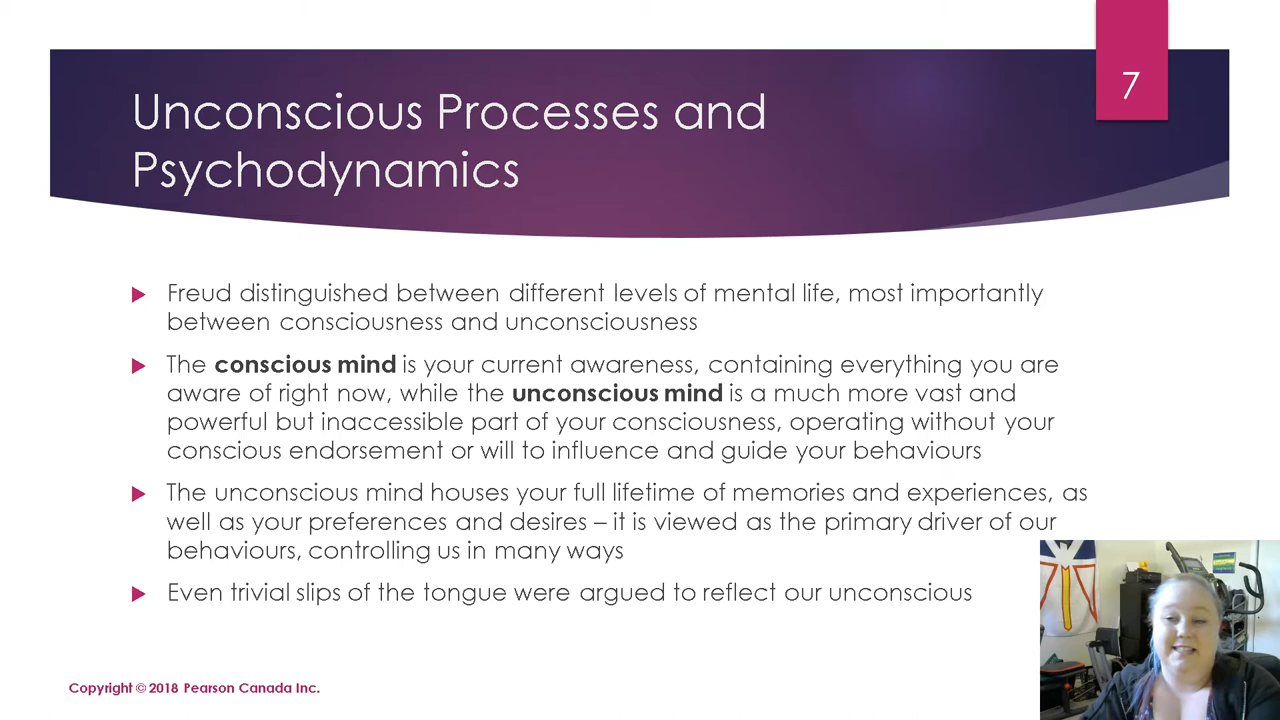 7
Unconscious Processes and
Psychodynamics
Freud distinguished between different levels of mental life, most importantly
between consciousness and unconsciousness
The conscious mind is your current awareness, containing everything you are
aware of right now, while the unconscious mind is a much more vast and
powerful but inaccessible part of your consciousness, operating without your
conscious endorsement or will to influence and guide your behaviours
The unconscious mind houses your full lifetime of memories and experiences, as
well as your preferences and desires – it is viewed as the primary driver of our
behaviours, controlling us in many ways
Even trivial slips of the tongue were argued to reflect our unconscious
Copyright © 2018 Pearson Canada Inc.